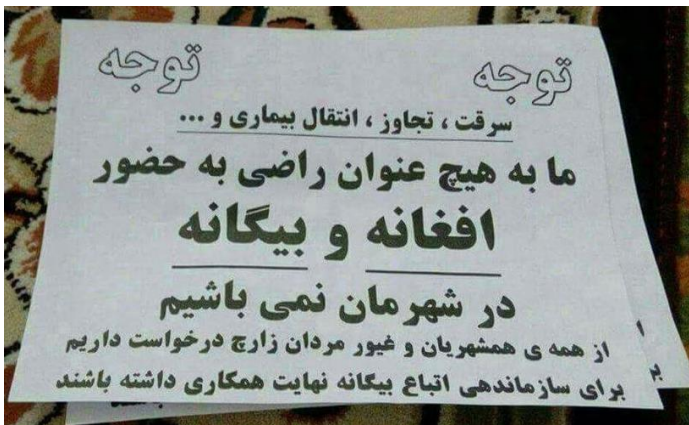 توجه توجه
سرقت ، تجاوز ، انتقال بیماری و ...
ما به هیچ عنوان راضی به حضور
افغانه و بیگانه
در شهرمان نمی باشیم
از همه ی همشهریان و غیور مردان زارچ درخواست داریم
برای سازماندهی اتباع بیگانه نهایت همکاری داشته باشند